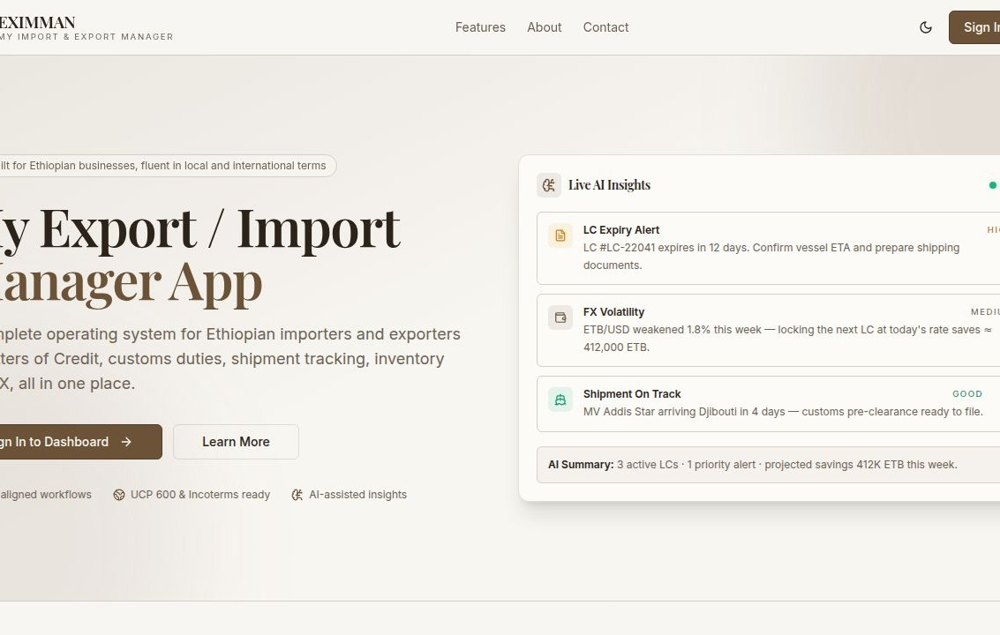 EXIMMAN
MY IMPORT & EXPORT MANAGER
Features About Contact
Sign In
ilt for Ethiopian businesses, fluent in local and international terms
y Export / Import
anager App
mplete operating system for Ethiopian importers and exporters
ters of Credit, customs duties, shipment tracking, inventory
X, all in one place.
gn In to Dashboard
Learn More
aligned workflows
UCP 600 & Incoterms ready
AI-assisted insights
Live AI Insights
LC Expiry Alert
HIG
LC #LC-22041 expires in 12 days. Confirm vessel ETA and prepare shipping
documents.
FX Volatility
MEDIU
ETB/USD weakened 1.8% this week — locking the next LC at today's rate saves ≈
412,000 ETB.
Shipment On Track
GOOD
MV Addis Star arriving Djibouti in 4 days — customs pre-clearance ready to file.
AI Summary: 3 active LCs · 1 priority alert · projected savings 412K ETB this week.